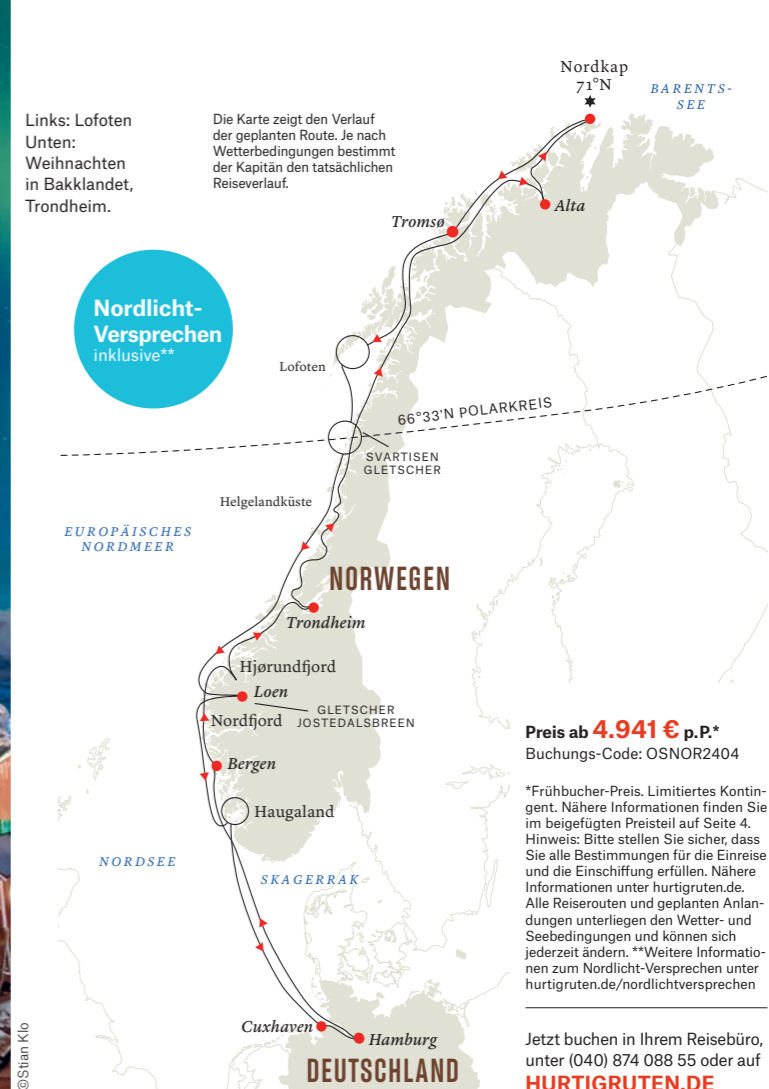 Links: Lofoten
Unten:
Weihnachten
in Bakklandet,
Trondheim.
Die Karte zeigt den Verlauf
der geplanten Route. Je nach
Wetterbedingungen bestimmt
der Kapitän den tatsächlichen
Reiseverlauf.
Nordkap
71°N
BARENTS-
SEE
Alta
Tromsø
Nordlicht-
Versprechen
inklusive**
Lofoten
66°33'N POLARKREIS
SVARTISEN
GLETSCHER
Helgelandküste
EUROPÄISCHES
NORDMEER
NORWEGEN
Trondheim
Hjørundfjord
Loen
GLETSCHER
JOSTEDALSBREEN
Nordfjord
Bergen
Haugaland
NORDSEE
SKAGERRAK
Cuxhaven
Hamburg
DEUTSCHLAND
Preis ab 4.941 € p.P.*
Buchungs-Code: OSNOR2404
*Frühbucher-Preis. Limitiertes Kontin-
gent. Nähere Informationen finden Sie
im beigefügten Preisteil auf Seite 4.
Hinweis: Bitte stellen Sie sicher, dass
Sie alle Bestimmungen für die Einreise
und die Einschiffung erfüllen. Nähere
Informationen unter hurtigruten.de.
Alle Reiserouten und geplanten Anlan-
dungen unterliegen den Wetter- und
Seebedingungen und können sich
jederzeit ändern. **Weitere Informatio-
nen zum Nordlicht-Versprechen unter
hurtigruten.de/nordlichtversprechen
Jetzt buchen in Ihrem Reisebüro,
unter (040) 874 088 55 oder auf
HURTIGRUTEN.DE
©Stian Klo